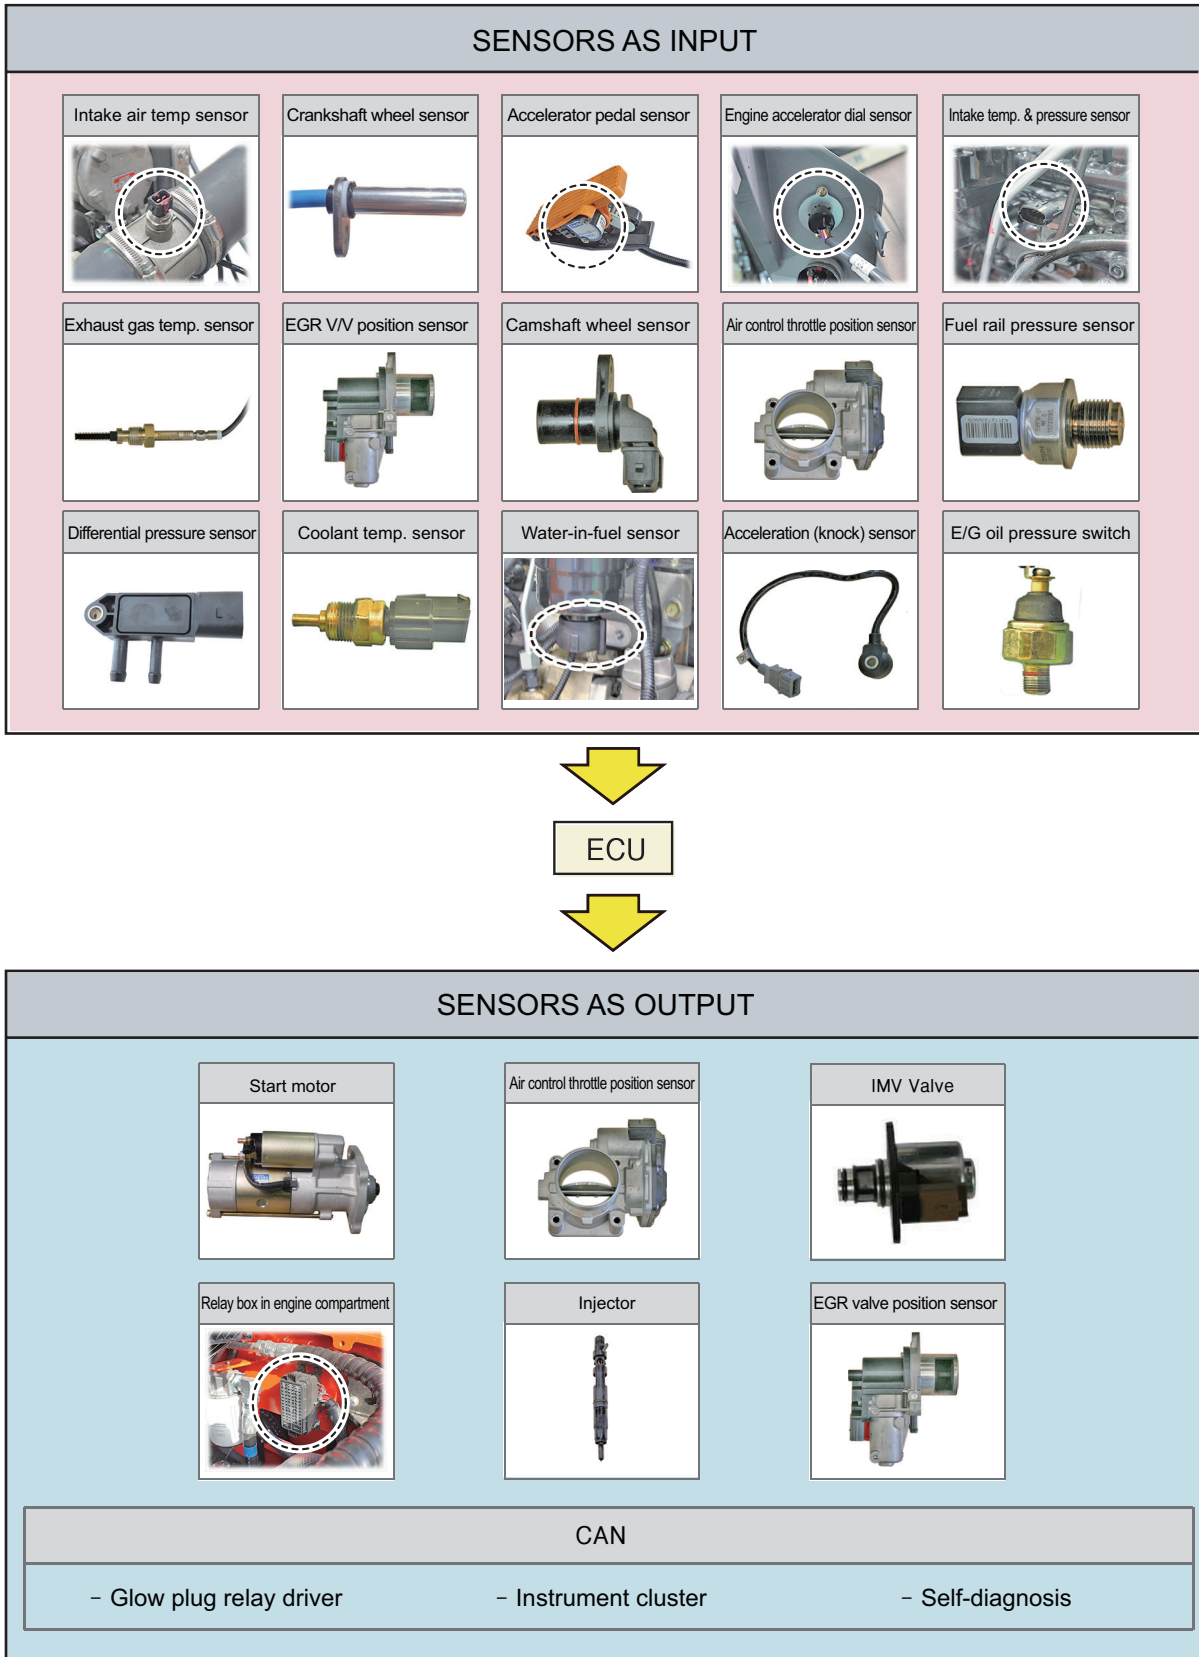 SENSORS AS INPUT
Intake air temp sensor
Crankshaft wheel sensor
Accelerator pedal sensor
Engine accelerator dial sensor
Intake temp. & pressure sensor
Exhaust gas temp. sensor
EGR V/V position sensor
Camshaft wheel sensor
Air control throttle position sensor
Fuel rail pressure sensor
Differential pressure sensor
Coolant temp. sensor
Water-in-fuel sensor
Acceleration (knock) sensor
E/G oil pressure switch
ECU
SENSORS AS OUTPUT
Start motor
Air control throttle position sensor
IMV Valve
Relay box in engine compartment
Injector
EGR valve position sensor
CAN
- Glow plug relay driver
- Instrument cluster
- Self-diagnosis